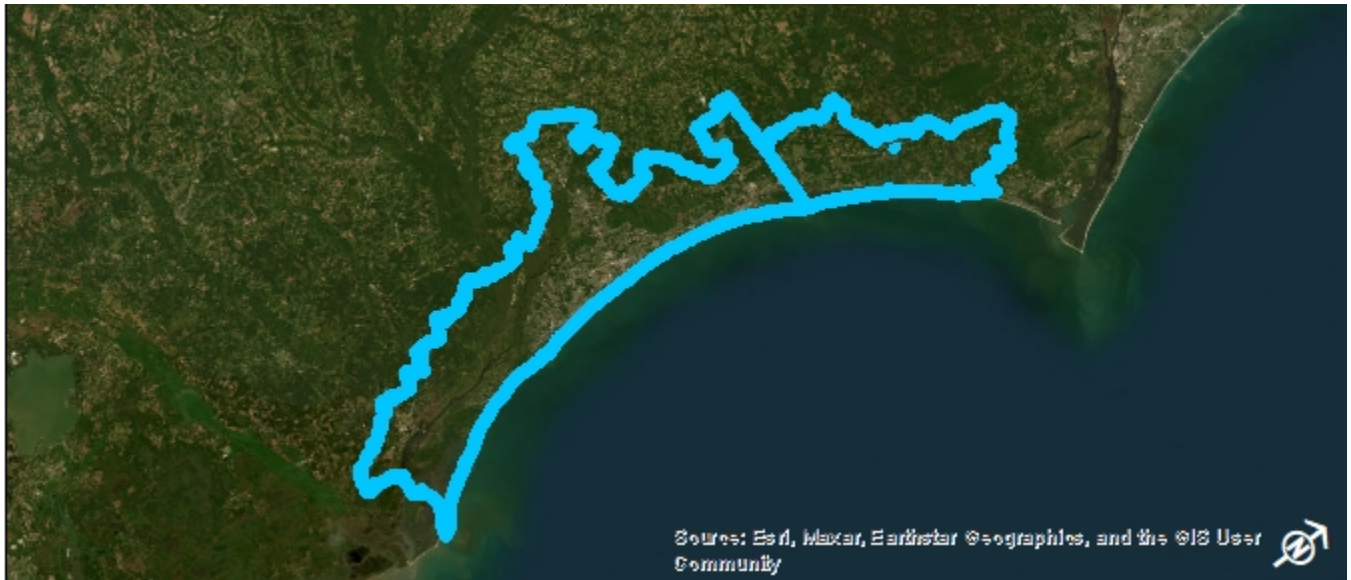 Source: Esri, Maxar, Earthstar Geographics, and the GIS User
Community
N